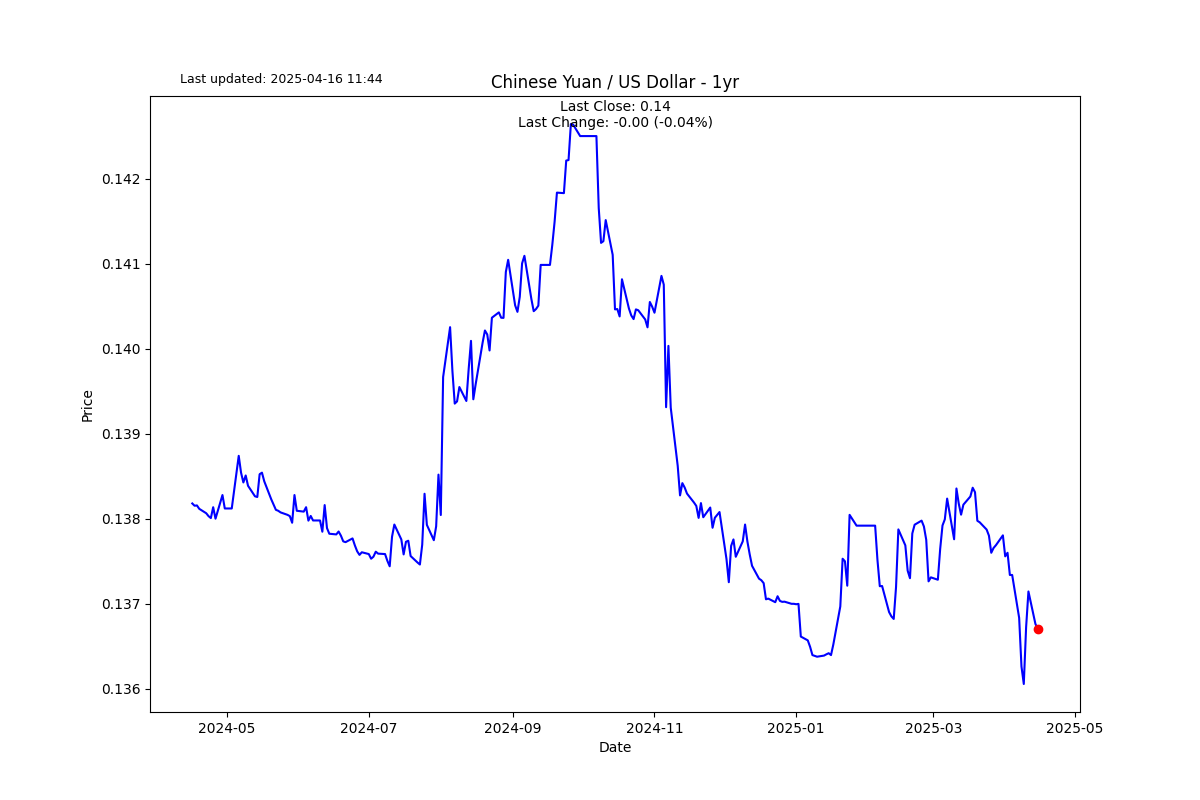 Last updated: 2025-04-16 11:44
Chinese Yuan / US Dollar - 1yr
Last Close: 0.14
Last Change: -0.00 (-0.04%)
0.142
0.141
0.140
0.139
0.138
0.137
0.136
Price
2024-05
2024-07
2024-09
2024-11
2025-01
2025-03
2025-05
Date